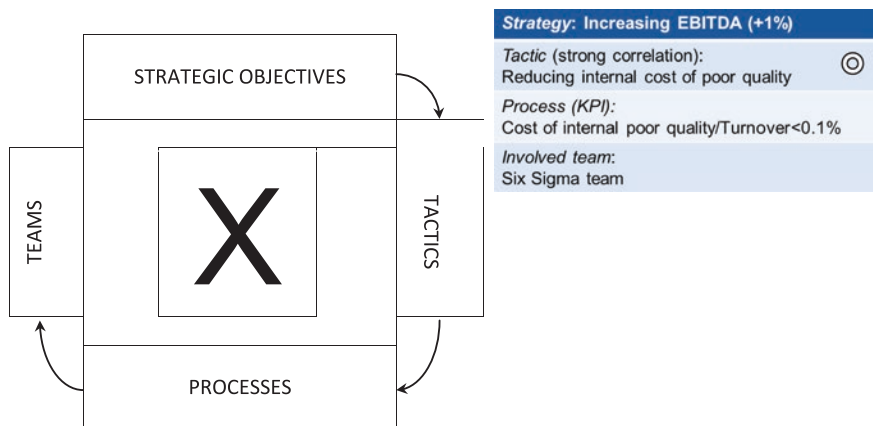 STRATEGIC OBJECTIVES
TEAMS
X
TACTICS
PROCESSES
Strategy: Increasing EBITDA (+1%)
Tactic (strong correlation):
Reducing internal cost of poor quality
Process (KPI):
Cost of internal poor quality/Turnover<0.1%
Involved team:
Six Sigma team